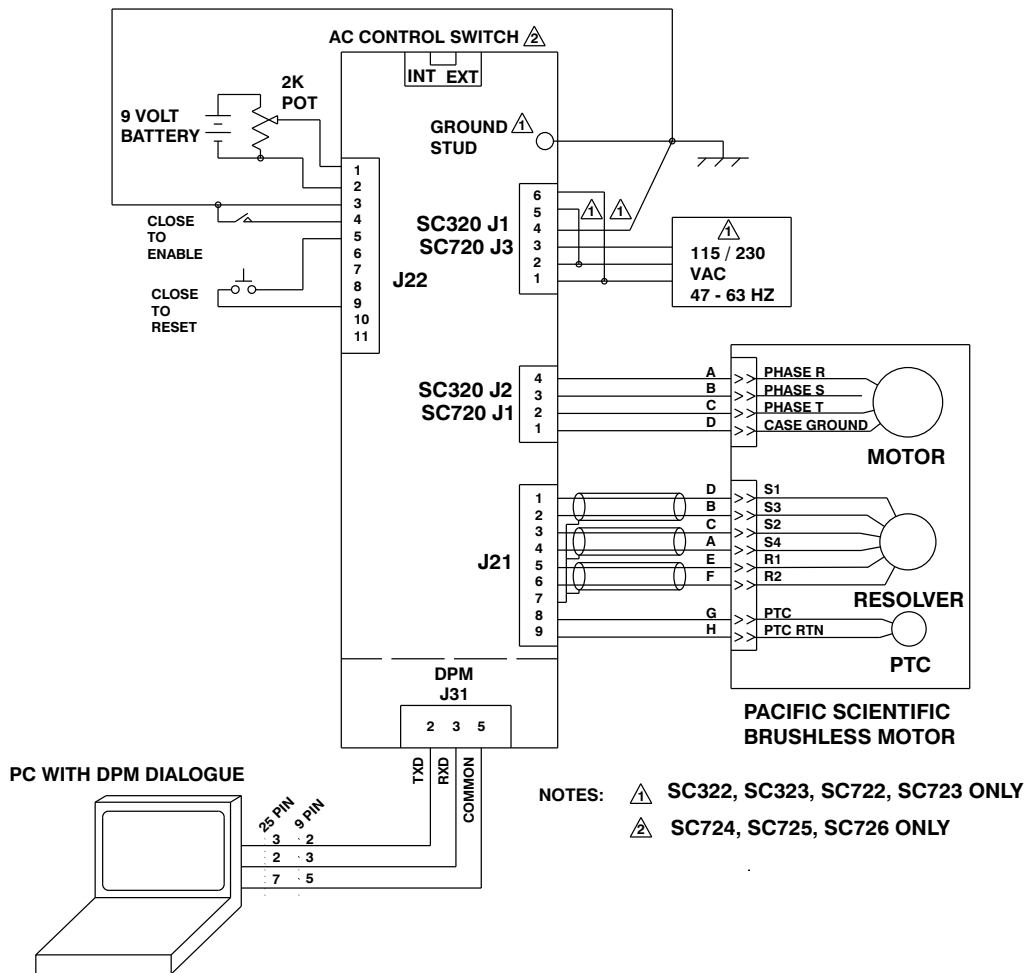 AC CONTROL SWITCH 2
INT EXT
2K
POT
9 VOLT
BATTERY
GROUND 1
STUD
1
2
3
4
5
6
7
8
9
10
11
J22
CLOSE
TO
ENABLE
CLOSE
TO
RESET
6
5
4
3
2
1
SC320 J1
SC720 J3
1 1
1
115 / 230
VAC
47 - 63 HZ
SC320 J2
SC720 J1
4
3
2
1
A PHASE R
B PHASE S
C PHASE T
D CASE GROUND
MOTOR
J21
1
2
3
4
5
6
7
8
9
D S1
B S3
C S2
A S4
E R1
F R2
RESOLVER
G PTC
H PTC RTN
PTC
PACIFIC SCIENTIFIC
BRUSHLESS MOTOR
DPM
J31
2 3 5
TXD
RXD
COMMON
PC WITH DPM DIALOGUE
25 PIN
9 PIN
3 2
2 3
7 5
NOTES: 1 SC322, SC323, SC722, SC723 ONLY
2 SC724, SC725, SC726 ONLY